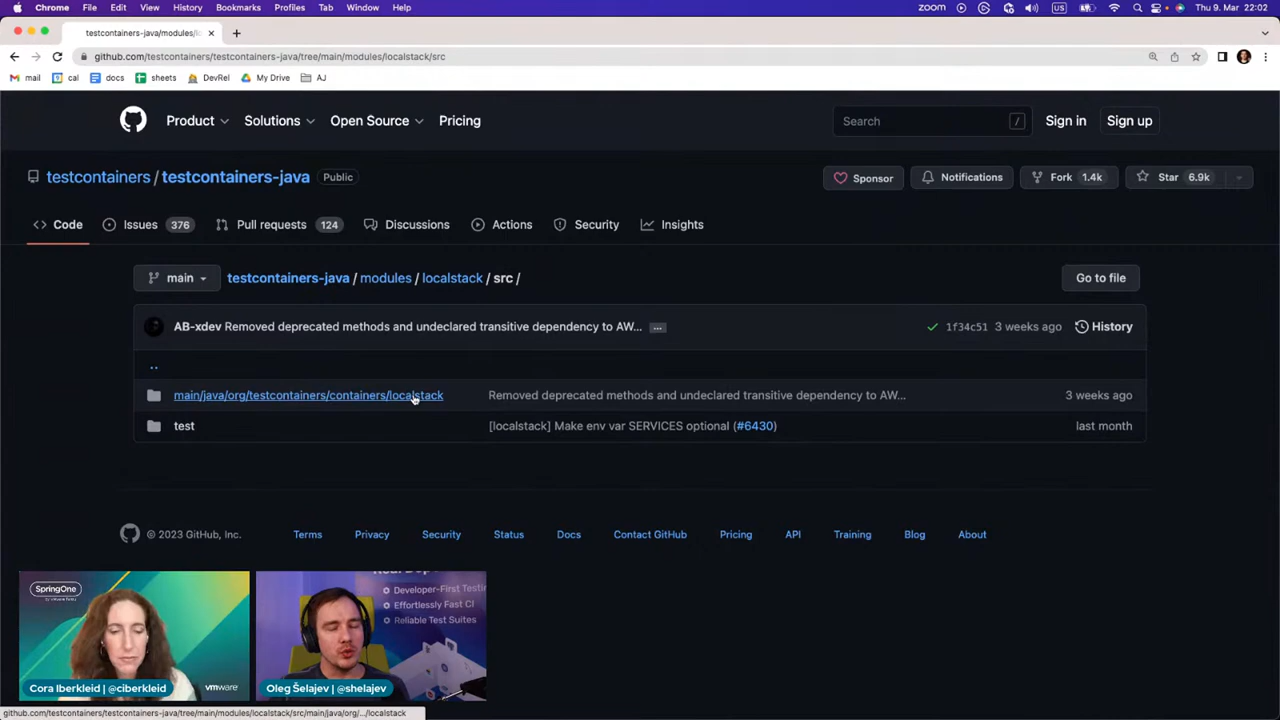 Chrome File Edit View History Bookmarks Profiles Tab Window Help zoom US Thu 9. Mar 22:02
testcontainers-java/modules/lo
github.com/testcontainers/testcontainers-java/tree/main/modules/localstack/src
mail cal docs sheets DevRel My Drive AJ
Product Solutions Open Source Pricing Search / Sign in Sign up
testcontainers / testcontainers-java Public Sponsor Notifications Fork 1.4k Star 6.9k
Code Issues 376 Pull requests 124 Discussions Actions Security Insights
main testcontainers-java / modules / localstack / src / Go to file
AB-xdev Removed deprecated methods and undeclared transitive dependency to AW... ... 1f34c51 3 weeks ago History
..
main/java/org/testcontainers/containers/localstack Removed deprecated methods and undeclared transitive dependency to AW... 3 weeks ago
test [localstack] Make env var SERVICES optional (#6430) last month
© 2023 GitHub, Inc. Terms Privacy Security Status Docs Contact GitHub Pricing API Training Blog About
SpringOne
Developer-First Testin
Effortlessly Fast CI
Reliable Test Suites
Cora Iberkleid | @ciberkleid vmware
Oleg Šelajev | @shelajev
github.com/testcontainers/testcontainers-java/tree/main/modules/localstack/src/main/java/org/.../localstack